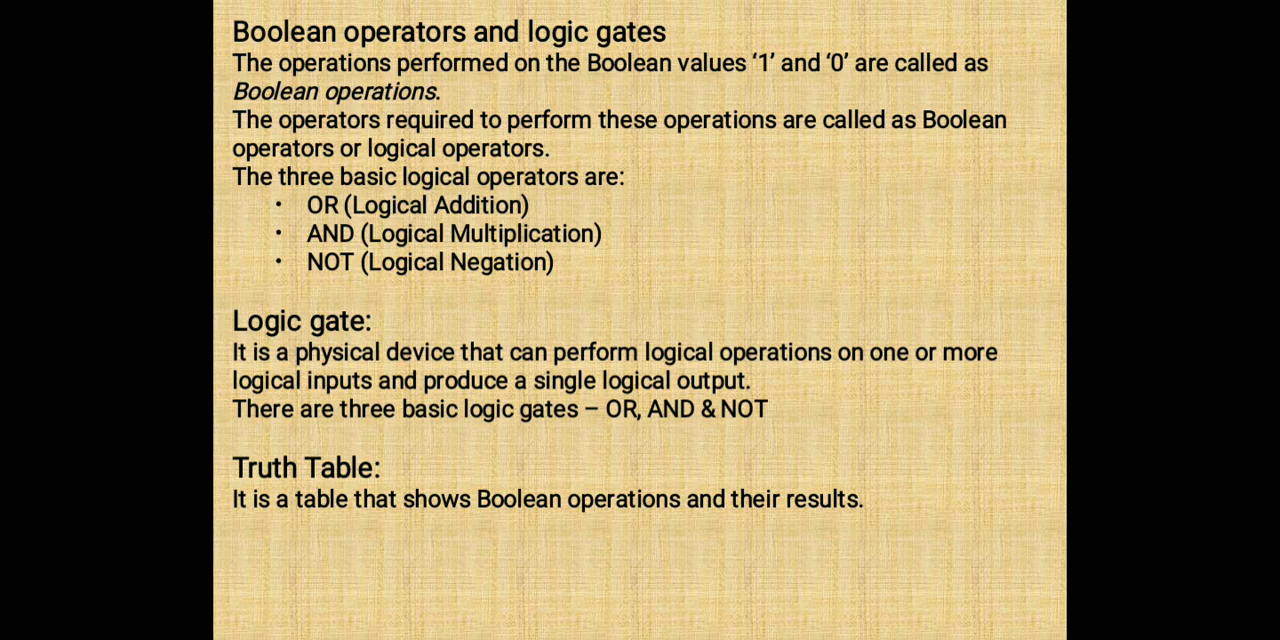 Boolean operators and logic gates
The operations performed on the Boolean values ‘1’ and ‘0’ are called as
Boolean operations.
The operators required to perform these operations are called as Boolean
operators or logical operators.
The three basic logical operators are:
• OR (Logical Addition)
• AND (Logical Multiplication)
• NOT (Logical Negation)
Logic gate:
It is a physical device that can perform logical operations on one or more
logical inputs and produce a single logical output.
There are three basic logic gates – OR, AND & NOT
Truth Table:
It is a table that shows Boolean operations and their results.